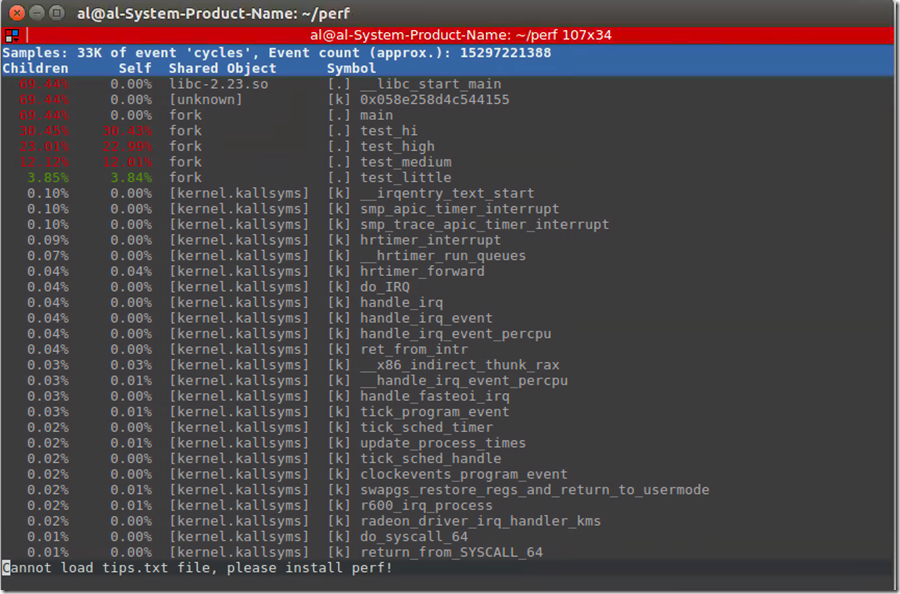 al@al-System-Product-Name: ~/perf
al@al-System-Product-Name: ~/perf 107x34
Samples: 33K of event 'cycles', Event count (approx.): 15297221388
Children Self Shared Object Symbol
69.44% 0.00% libc-2.23.so [.] __libc_start_main
69.44% 0.00% [unknown] [k] 0x058e258d4c544155
69.44% 0.00% fork [.] main
30.45% 30.43% fork [.] test_hi
23.01% 22.99% fork [.] test_high
12.12% 12.01% fork [.] test_medium
3.85% 3.84% fork [.] test_little
0.10% 0.00% [kernel.kallsyms] [k] __irqentry_text_start
0.10% 0.00% [kernel.kallsyms] [k] smp_apic_timer_interrupt
0.10% 0.00% [kernel.kallsyms] [k] smp_trace_apic_timer_interrupt
0.09% 0.00% [kernel.kallsyms] [k] hrtimer_interrupt
0.07% 0.00% [kernel.kallsyms] [k] __hrtimer_run_queues
0.04% 0.04% [kernel.kallsyms] [k] hrtimer_forward
0.04% 0.00% [kernel.kallsyms] [k] do_IRQ
0.04% 0.00% [kernel.kallsyms] [k] handle_irq
0.04% 0.00% [kernel.kallsyms] [k] handle_irq_event
0.04% 0.00% [kernel.kallsyms] [k] handle_irq_event_percpu
0.04% 0.00% [kernel.kallsyms] [k] ret_from_intr
0.03% 0.03% [kernel.kallsyms] [k] __x86_indirect_thunk_rax
0.03% 0.01% [kernel.kallsyms] [k] __handle_irq_event_percpu
0.03% 0.00% [kernel.kallsyms] [k] handle_fasteoi_irq
0.03% 0.01% [kernel.kallsyms] [k] tick_program_event
0.02% 0.00% [kernel.kallsyms] [k] tick_sched_timer
0.02% 0.01% [kernel.kallsyms] [k] update_process_times
0.02% 0.00% [kernel.kallsyms] [k] tick_sched_handle
0.02% 0.00% [kernel.kallsyms] [k] clockevents_program_event
0.02% 0.01% [kernel.kallsyms] [k] swapgs_restore_regs_and_return_to_usermode
0.02% 0.01% [kernel.kallsyms] [k] r600_irq_process
0.02% 0.00% [kernel.kallsyms] [k] radeon_driver_irq_handler_kms
0.01% 0.00% [kernel.kallsyms] [k] do_syscall_64
0.01% 0.00% [kernel.kallsyms] [k] return_from_SYSCALL_64
Cannot load tips.txt file, please install perf!